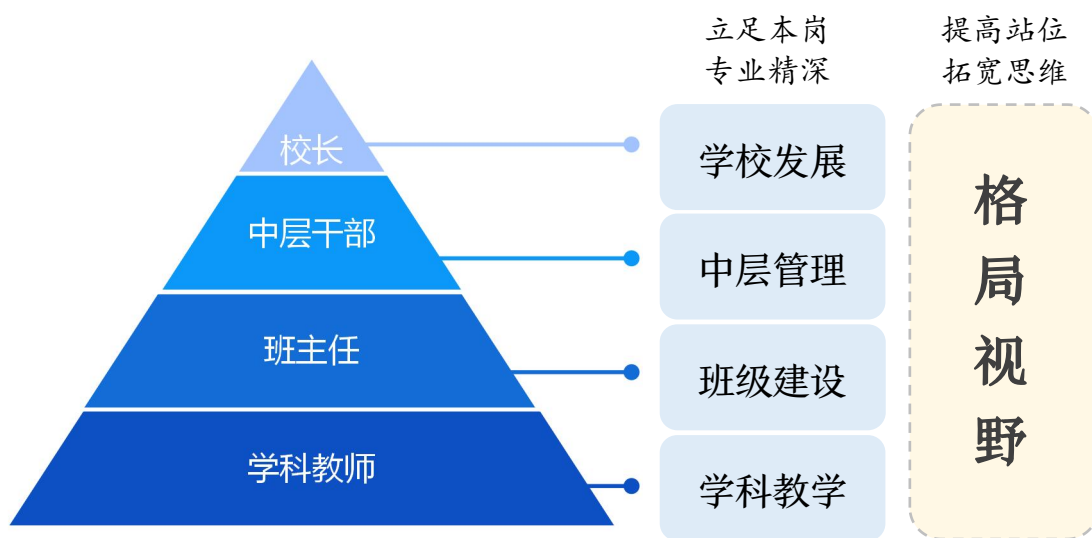 立足本岗
专业精深
提高站位
拓宽思维
校长
学校发展
中层干部
中层管理
班主任
班级建设
学科教师
学科教学
格
局
视
野